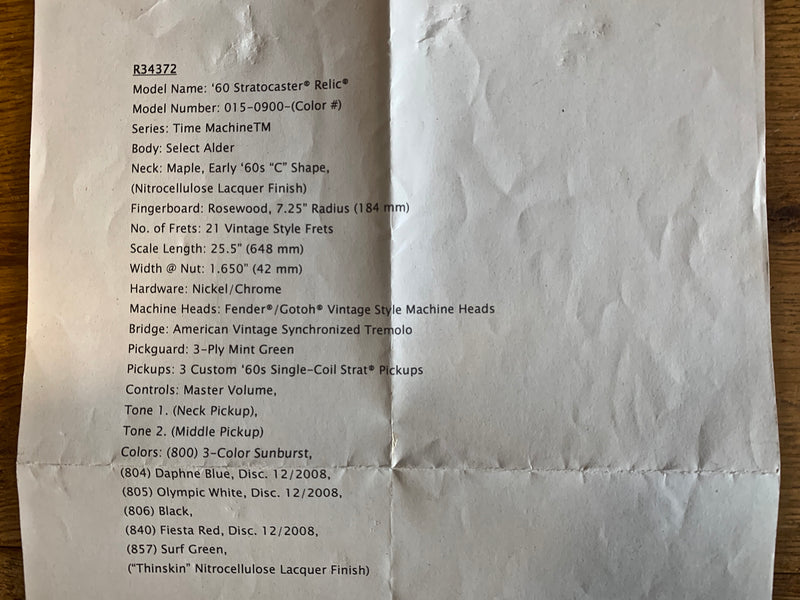 R34372
Model Name: ‘60 Stratocaster® Relic®
Model Number: 015-0900-(Color #)
Series: Time MachineTM
Body: Select Alder
Neck: Maple, Early ‘60s “C” Shape,
(Nitrocellulose Lacquer Finish)
Fingerboard: Rosewood, 7.25" Radius (184 mm)
No. of Frets: 21 Vintage Style Frets
Scale Length: 25.5" (648 mm)
Width @ Nut: 1.650" (42 mm)
Hardware: Nickel/Chrome
Machine Heads: Fender®/Gotoh® Vintage Style Machine Heads
Bridge: American Vintage Synchronized Tremolo
Pickguard: 3-Ply Mint Green
Pickups: 3 Custom ‘60s Single-Coil Strat® Pickups
Controls: Master Volume,
Tone 1. (Neck Pickup),
Tone 2. (Middle Pickup)
Colors: (800) 3-Color Sunburst,
(804) Daphne Blue, Disc. 12/2008,
(805) Olympic White, Disc. 12/2008,
(806) Black,
(840) Fiesta Red, Disc. 12/2008,
(857) Surf Green,
(“Thinskin” Nitrocellulose Lacquer Finish)